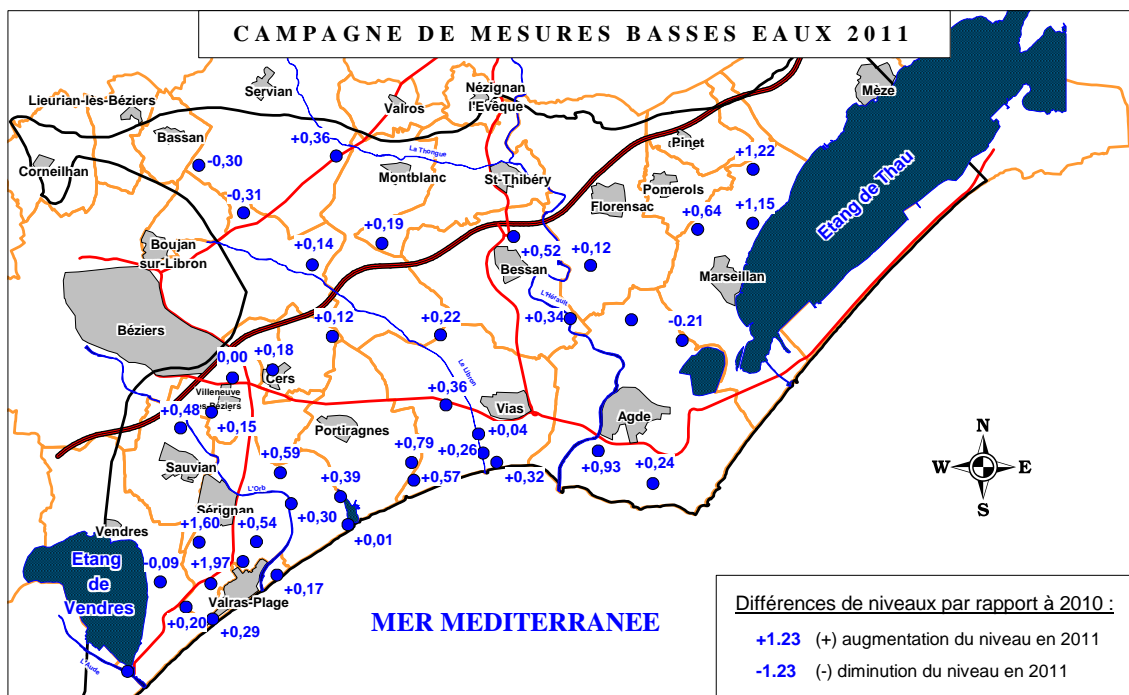 CAMPAGNE DE MESURES BASSES EAUX 2011
Servian
Nézignan
l'Evêque
Mèze
Lieurian-lès-Béziers
Valros
Bassan
+0,36
La Thongue
Pinet
Corneilhan
-0,30
Montblanc
St-Thibéry
+1,22
Pomerols
Florensac
-0,31
+0,64
+1,15
Etang de Thau
Boujan
sur-Libron
+0,14
+0,19
+0,52
+0,12
Bessan
Marseillan
L'Hérault
Béziers
+0,12
+0,22
+0,34
-0.21
0,00
+0,18
Cers
Le Libron
Villeneuve
es-Béziers
+0,36
Vias
+0,48
+0,15
Portiragnes
+0,04
Agde
Sauvian
+0,59
+0,79
+0,26
+0,93
+0,24
N
W
E
S
L'Orb
+0,39
+0,57
+0,32
Sérignan
+0,30
Vendres
+1,60
+0,54
+0,01
Etang
de
Vendres
-0,09
+1,97
+0,17
Valras-Plage
+0,20
+0,29
MER MEDITERRANEE
L'Aude
Différences de niveaux par rapport à 2010 :
+1.23 (+) augmentation du niveau en 2011
-1.23 (-) diminution du niveau en 2011